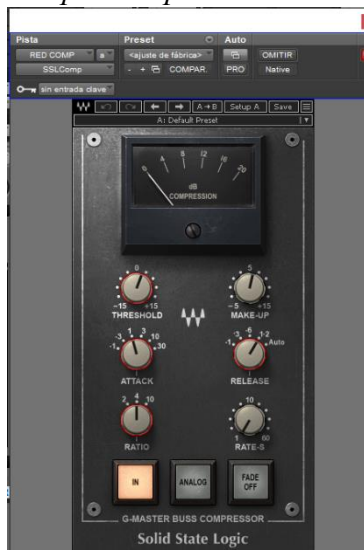 Pista Preset Auto
RED COMP a <ajuste de fábrica> OMITIR
SSLComp - + COMPAR. PRO Native
sin entrada clave
A→B Setup A Save
A: Default Preset
0 4 8 12 16 20
dB
COMPRESSION
0 5
-15 +15 -5 +15
THRESHOLD MAKE-UP
.1 .3 1 3 10 30 .1 .3 .6 1.2 Auto
ATTACK RELEASE
2 4 10 10
1 60
RATIO RATE-S
IN ANALOG FADE OFF
G-MASTER BUSS COMPRESSOR
Solid State Logic